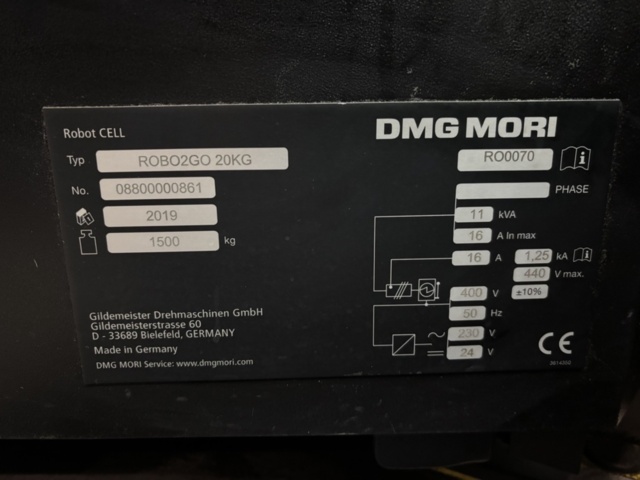 Robot CELL
DMG MORI
Typ ROBO2GO 20KG
RO0070
No. 08800000861
PHASE
2019
11 kVA
1500 kg
16 A In max
16 A 1,25 kA
440 V max.
400 V ±10%
50 Hz
230 V
24 V
Gildemeister Drehmaschinen GmbH
Gildemeisterstrasse 60
D - 33689 Bielefeld, GERMANY
Made in Germany
DMG MORI Service: www.dmgmori.com
CE